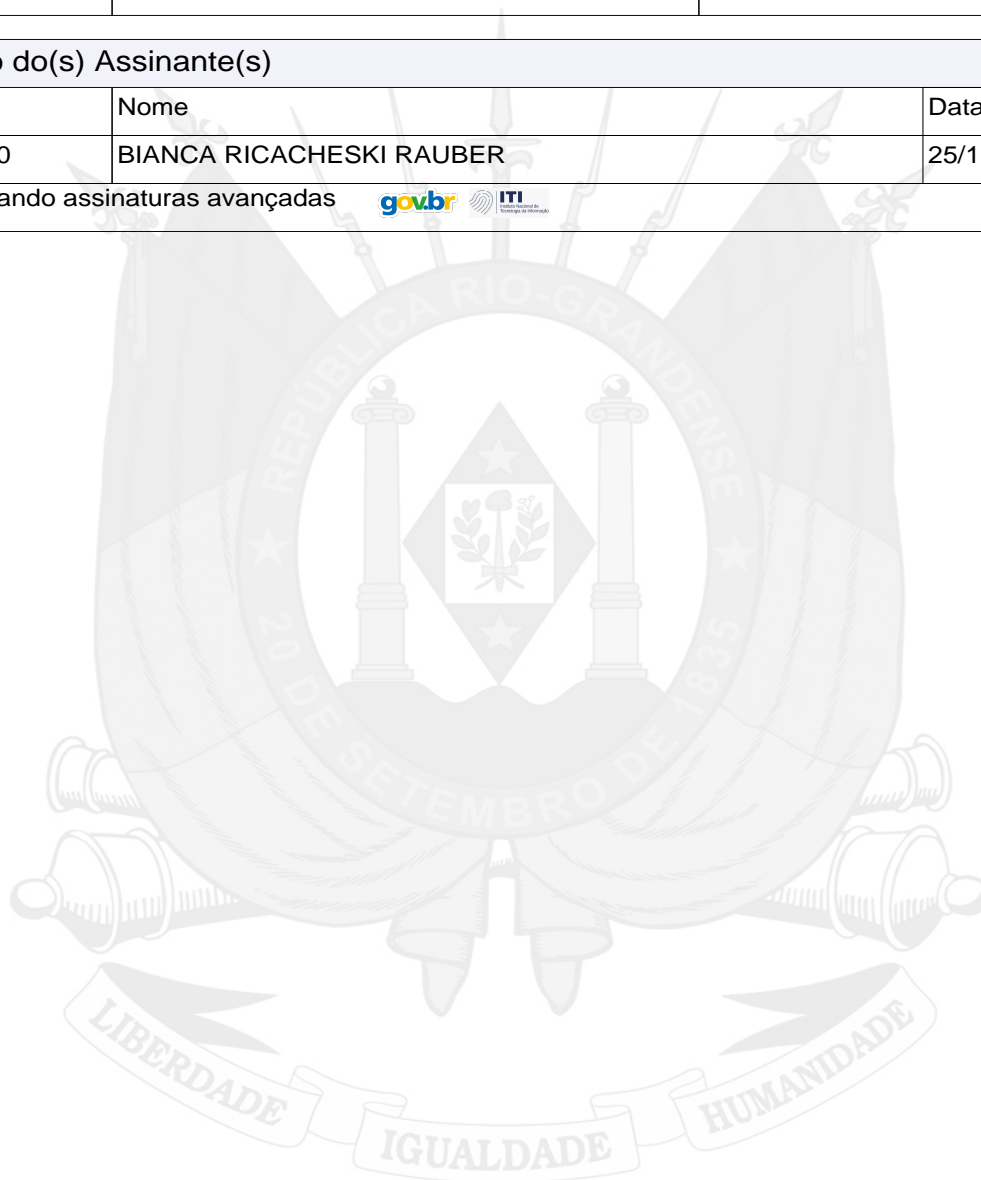 o do(s) Assinante(s)
Nome Data
0 BIANCA RICACHESKI RAUBER 25/1
ando assinaturas avançadas gov.br ITI
REPÚBLICA RIO-GRANDENSE
20 DE SETEMBRO DE 1835
LIBERDADE IGUALDADE HUMANIDADE